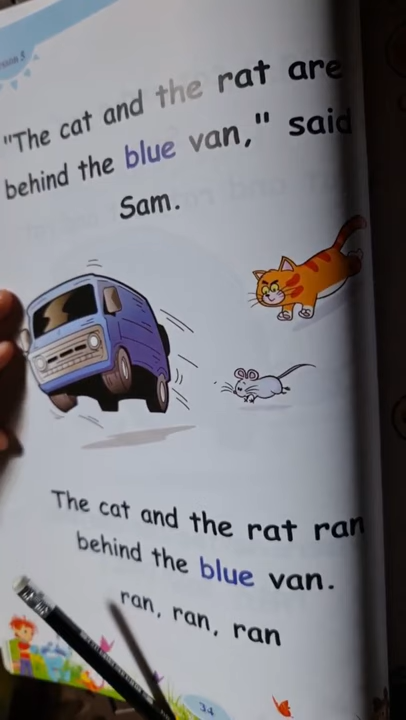 "The cat and the rat are
behind the blue van," said
Sam.
The cat and the rat ran
behind the blue van.
ran, ran, ran
34